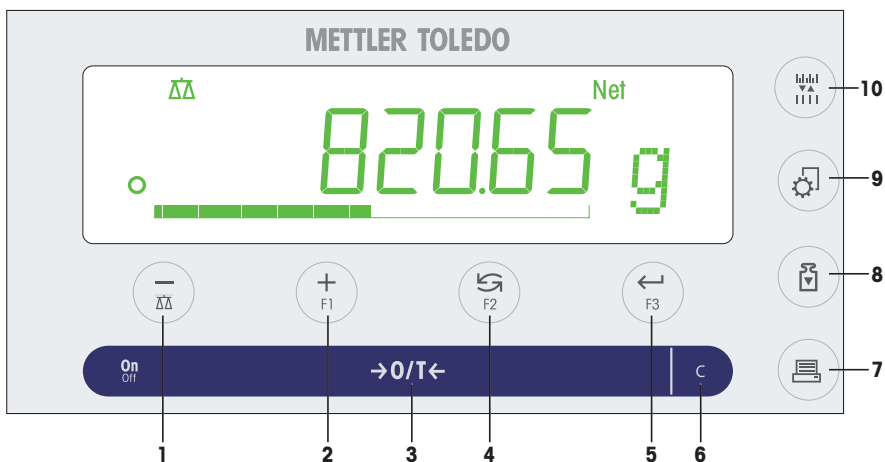 METTLER TOLEDO
Net
820.65 g
10
9
8
F1
F2
F3
On
Off
→0/T←
C
7
1
2
3
4
5
6